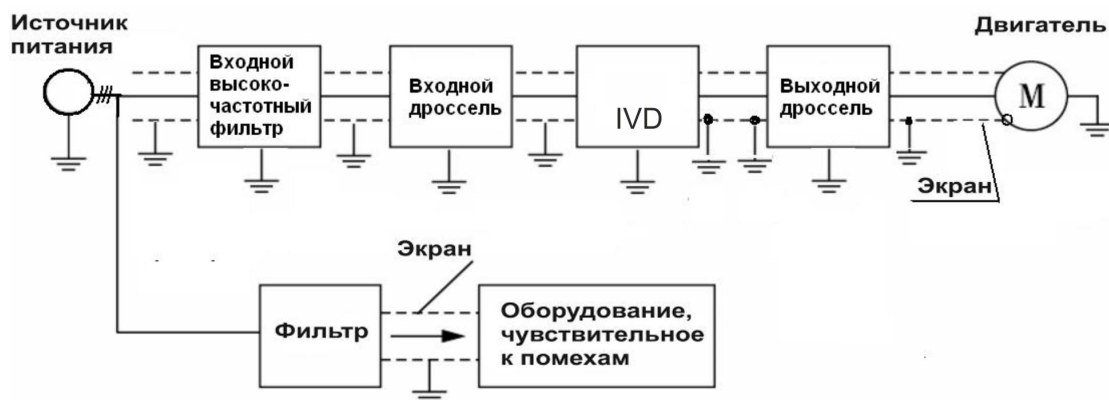 Источник
питания
Двигатель
Входной
высоко-
частотный
фильтр
Входной
дроссель
IVD
Выходной
дроссель
M
Экран
Экран
Фильтр
Оборудование,
чувствительное
к помехам